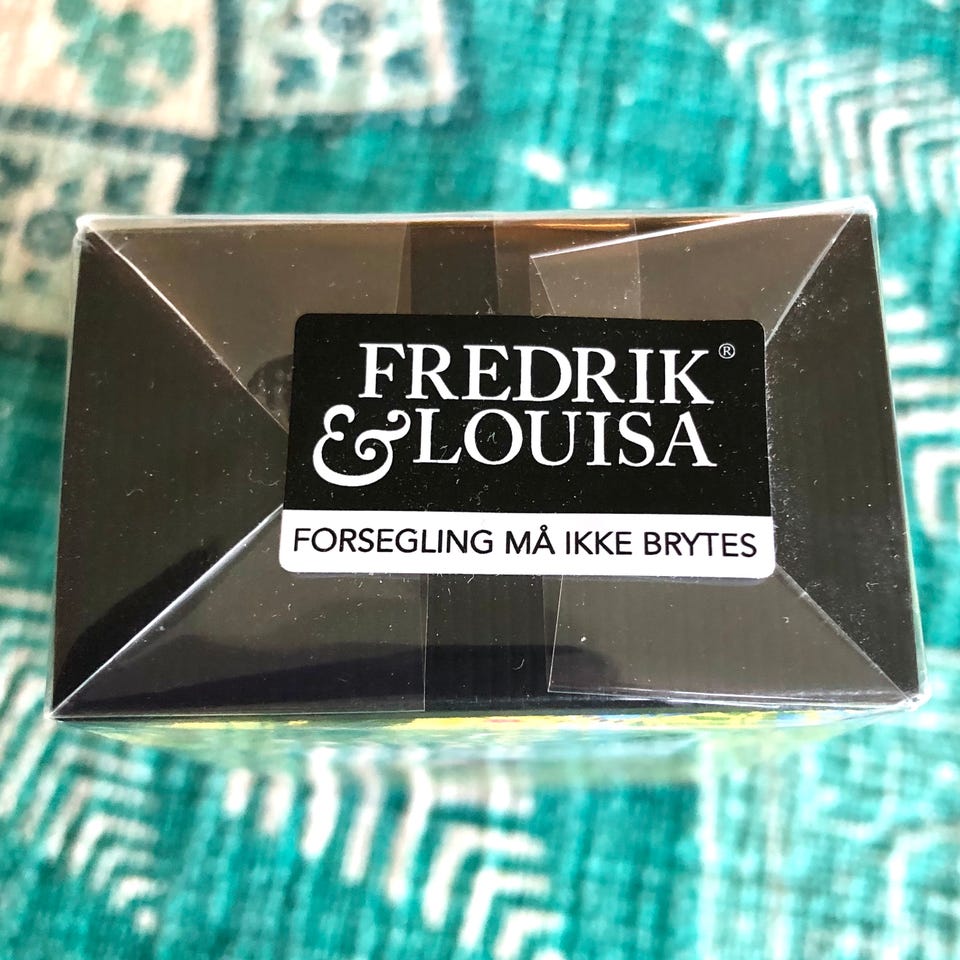 FREDRIK®
& LOUISA
FORSEGLING MÅ IKKE BRYTES